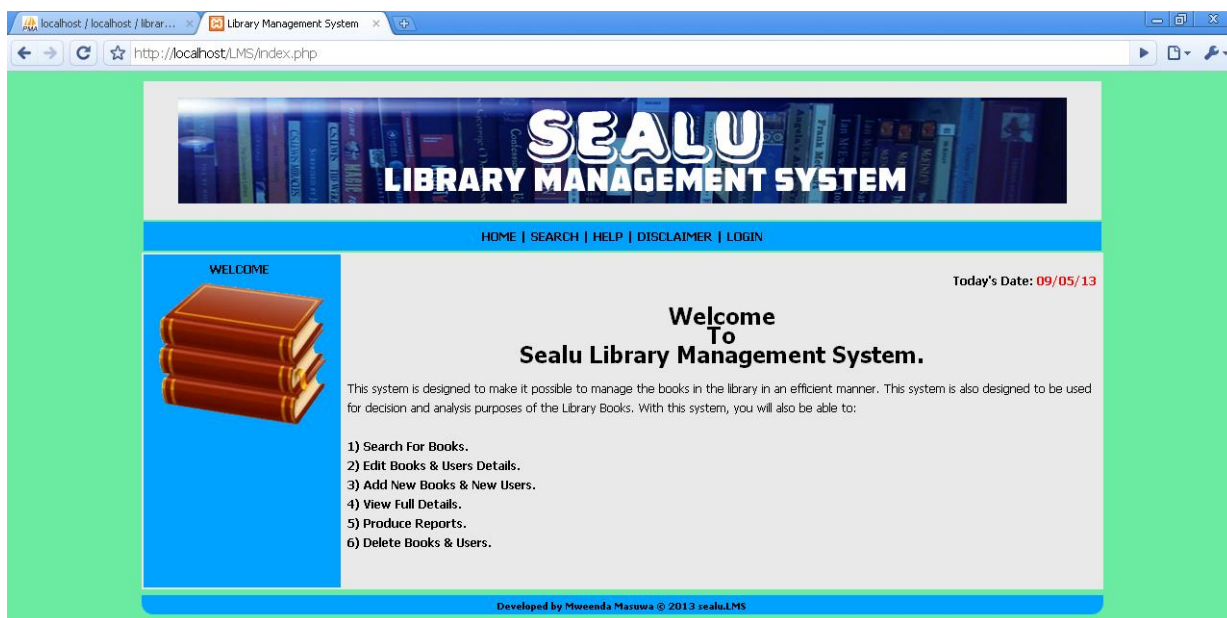 localhost / localhost / librar...
Library Management System
http://localhost/LMS/index.php
SEALU
LIBRARY MANAGEMENT SYSTEM
HOME | SEARCH | HELP | DISCLAIMER | LOGIN
WELCOME
Today's Date: 09/05/13
Welcome
To
Sealu Library Management System.
This system is designed to make it possible to manage the books in the library in an efficient manner. This system is also designed to be used
for decision and analysis purposes of the Library Books. With this system, you will also be able to:
1) Search For Books.
2) Edit Books & Users Details.
3) Add New Books & New Users.
4) View Full Details.
5) Produce Reports.
6) Delete Books & Users.
Developed by Mweenda Masuwa © 2013 sealu.LMS